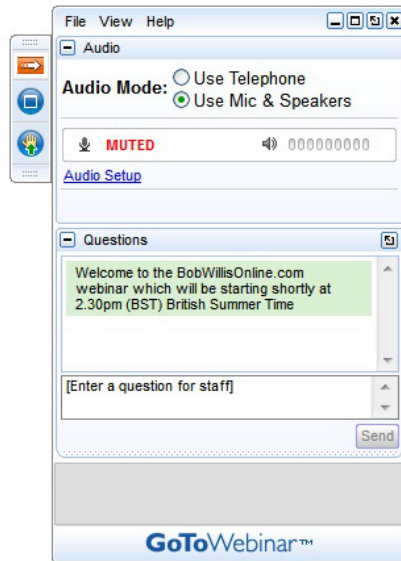 File View Help
Audio
Audio Mode: Use Telephone
Use Mic & Speakers
MUTED 000000000
Audio Setup
Questions
Welcome to the BobWillisOnline.com
webinar which will be starting shortly at
2.30pm (BST) British Summer Time
[Enter a question for staff]
Send
GoToWebinar™